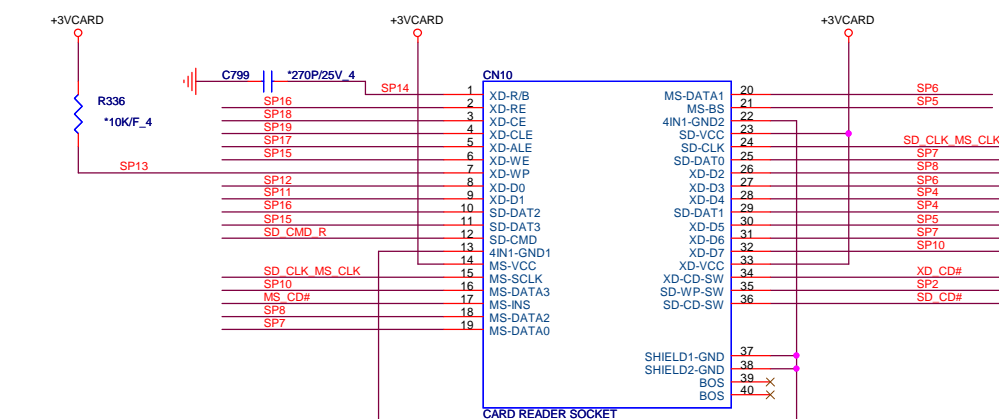 +3VCARD +3VCARD +3VCARD
C799 *270P/25V_4 CN10
R336
*10K/F_4
SP14 1 XD-R/B MS-DATA1 20 SP6
SP16 2 XD-RE MS-BS 21 SP5
SP18 3 XD-CE 4IN1-GND2 22
SP19 4 XD-CLE SD-VCC 23
SP17 5 XD-ALE SD-CLK 24 SD_CLK_MS_CLK
SP15 6 XD-WE SD-DAT0 25 SP7
SP13 7 XD-WP XD-D2 26 SP8
SP12 8 XD-D0 XD-D3 27 SP6
SP11 9 XD-D1 XD-D4 28 SP4
SP16 10 SD-DAT2 SD-DAT1 29 SP4
SP15 11 SD-DAT3 XD-D5 30 SP5
SD_CMD_R 12 SD-CMD XD-D6 31 SP7
13 4IN1-GND1 XD-D7 32 SP10
14 MS-VCC XD-VCC 33
SD_CLK_MS_CLK 15 MS-SCLK XD-CD-SW 34 XD_CD#
SP10 16 MS-DATA3 SD-WP-SW 35 SP2
MS_CD# 17 MS-INS SD-CD-SW 36 SD_CD#
SP8 18 MS-DATA2
SP7 19 MS-DATA0
SHIELD1-GND 37
SHIELD2-GND 38
BOS 39
BOS 40
CARD READER SOCKET